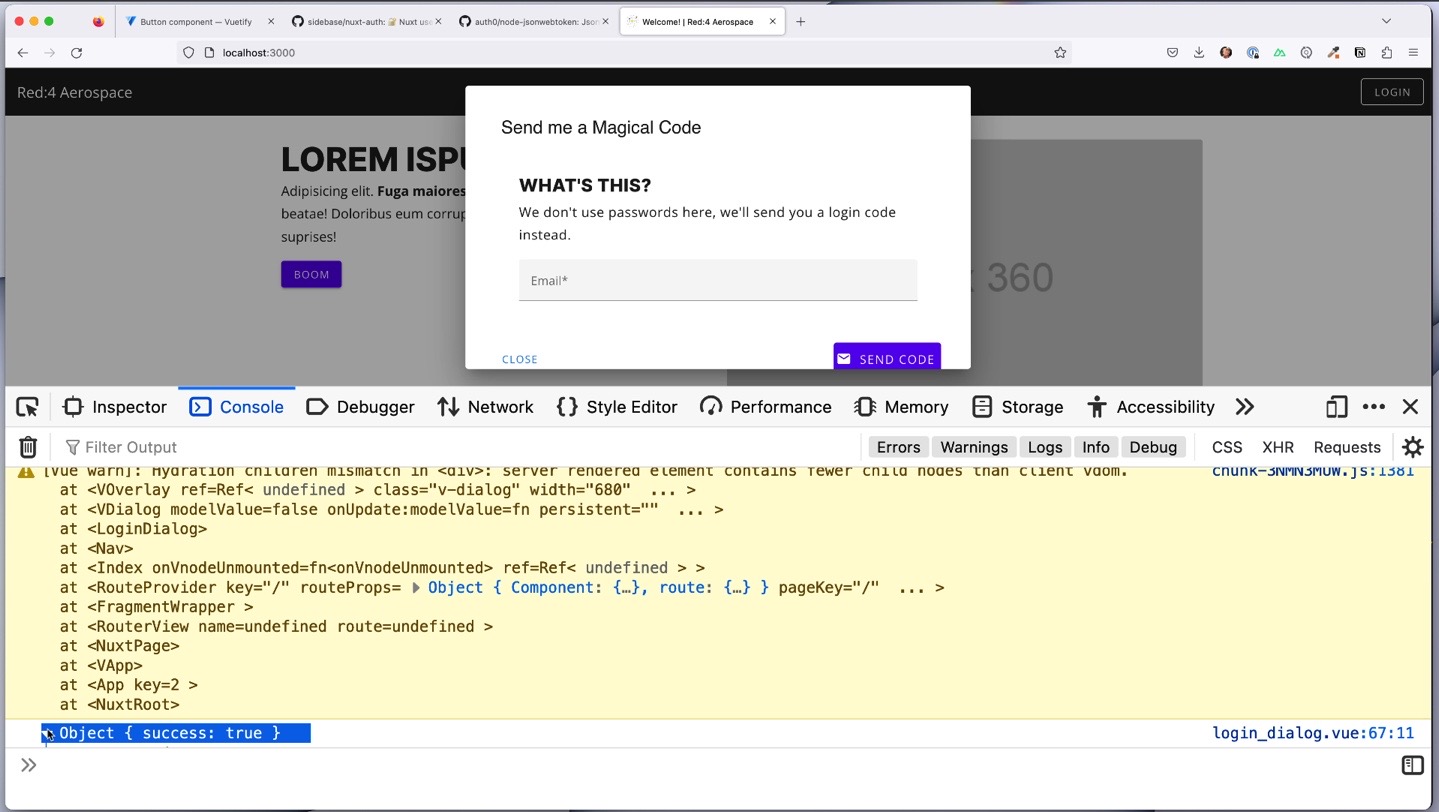 Button component — Vuetify
sidebase/nuxt-auth: Nuxt use
auth0/node-jsonwebtoken: Json
Welcome! | Red:4 Aerospace
localhost:3000
Red:4 Aerospace
LOGIN
LOREM ISPU
Adipisicing elit. Fuga maiores
beatae! Doloribus eum corrup
suprises!
BOOM
360
Send me a Magical Code
WHAT'S THIS?
We don't use passwords here, we'll send you a login code
instead.
Email*
CLOSE
SEND CODE
Inspector Console Debugger Network Style Editor Performance Memory Storage Accessibility
Filter Output
Errors Warnings Logs Info Debug CSS XHR Requests
[Vue warn]: Hydration children mismatch in <div>: server rendered element contains fewer child nodes than client vdom. chunk-3NMN3MUW.js:1381
at <VOverlay ref=Ref< undefined > class="v-dialog" width="680" ... >
at <VDialog modelValue=false onUpdate:modelValue=fn persistent="" ... >
at <LoginDialog>
at <Nav>
at <Index onVnodeUnmounted=fn<onVnodeUnmounted> ref=Ref< undefined > >
at <RouteProvider key="/" routeProps= Object { Component: {…}, route: {…} } pageKey="/" ... >
at <FragmentWrapper >
at <RouterView name=undefined route=undefined >
at <NuxtPage>
at <VApp>
at <App key=2 >
at <NuxtRoot>
Object { success: true } login_dialog.vue:67:11